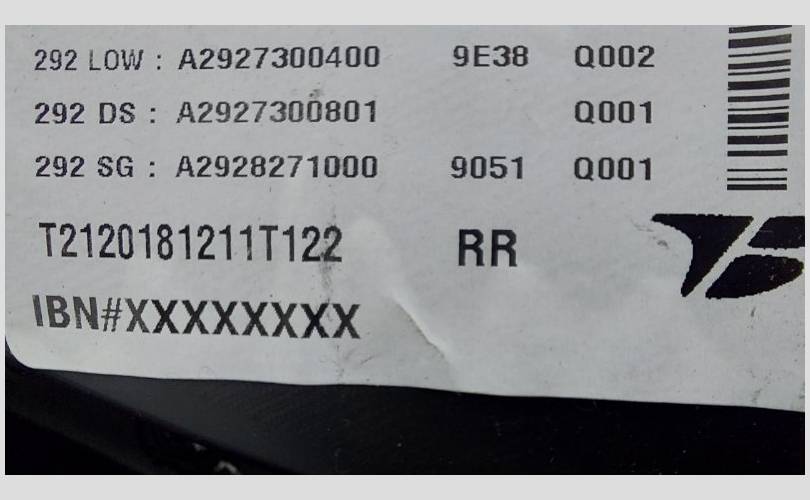 292 LOW : A2927300400 9E38 Q002
292 DS : A2927300801 Q001
292 SG : A2928271000 9051 Q001
T2120181211T122 RR
IBN#XXXXXXXX